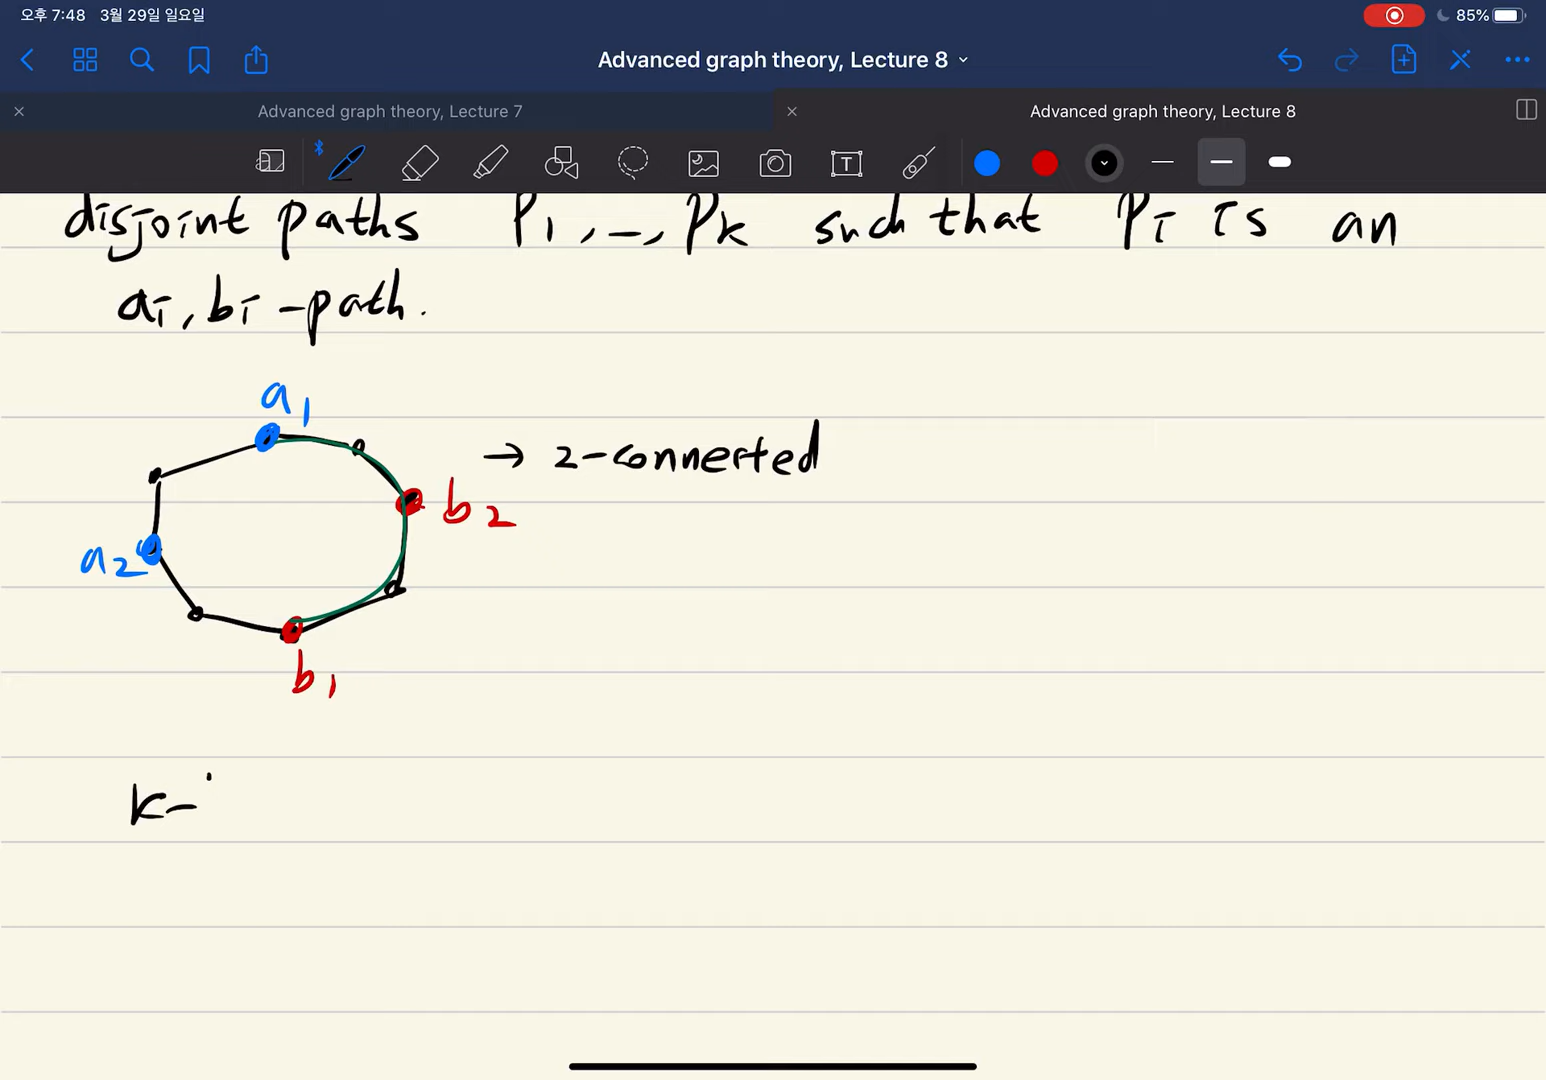 오후 7:48 3월 29일 일요일
85%
Advanced graph theory, Lecture 8
Advanced graph theory, Lecture 7
Advanced graph theory, Lecture 8
T
disjoint paths P1, -, Pk such that Pi is an
ai, bi - path.
a1
→ 2-connected
b2
a2
b1
k-